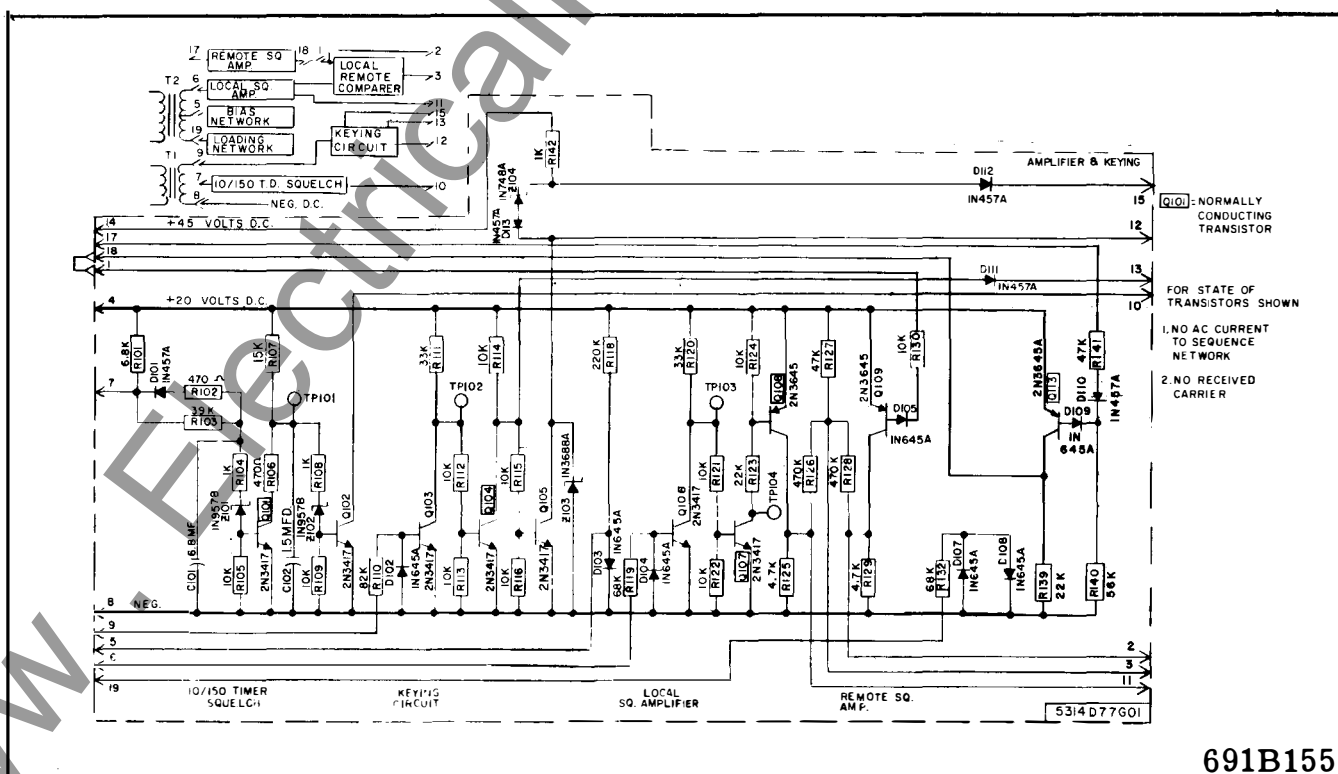 www. Electrical
17
REMOTE SQ AMP.
18
1
2
LOCAL REMOTE COMPARER
3
T2
6
LOCAL SQ. AMP.
11
5
BIAS NETWORK
15
13
19
LOADING NETWORK
KEYING CIRCUIT
12
T1
9
7
10/150 T.D. SQUELCH
10
8
NEG. D.C.
1K
R142
IN748A
Z104
IN457A
D113
AMPLIFIER & KEYING
D112
IN457A
15
Q101 = NORMALLY
CONDUCTING
TRANSISTOR
12
14
+45 VOLTS D.C.
17
18
1
D111
IN457A
13
10
4
+20 VOLTS D.C.
FOR STATE OF
TRANSISTORS SHOWN
1. NO AC CURRENT
TO SEQUENCE
NETWORK
2. NO RECEIVED
CARRIER
6.8K
R101
D101
IN457A
7
470 Ω
R102
39K
R103
15K
R107
TP101
1K
R104
470Ω
R106
1K
R108
IN957B
Z101
Q101
IN957B
Z102
Q102
C101 6.8MF
10K
R105
2N3417
C102 1.5 MFD.
10K
R109
2N3417
82K
R110
D102
IN645A
33K
R111
Q103
2N3417
TP102
10K
R112
10K
R113
10K
R114
Q104
2N3417
10K
R115
10K
R116
Q105
2N3417
IN3688A
Z103
220K
R118
D103
IN645A
68K
R119
D104
IN645A
33K
R120
Q106
2N3417
TP103
10K
R121
10K
R122
10K
R124
22K
R123
TP104
Q107
2N3417
Q108
2N3645
4.7K
R125
470K
R126
47K
R127
470K
R128
4.7K
R129
2N3645
Q109
D105
IN645A
10K
R130
68K
R132
D107
IN645A
D108
IN645A
2N3645A
Q113
D109
IN
645A
D110
IN457A
47K
R141
R139
22K
R140
56K
8
NEG.
9
5
6
19
2
3
11
10/150 TIMER
SQUELCH
KEYING
CIRCUIT
LOCAL
SQ. AMPLIFIER
REMOTE SQ.
AMP.
5314D77G01
691B155